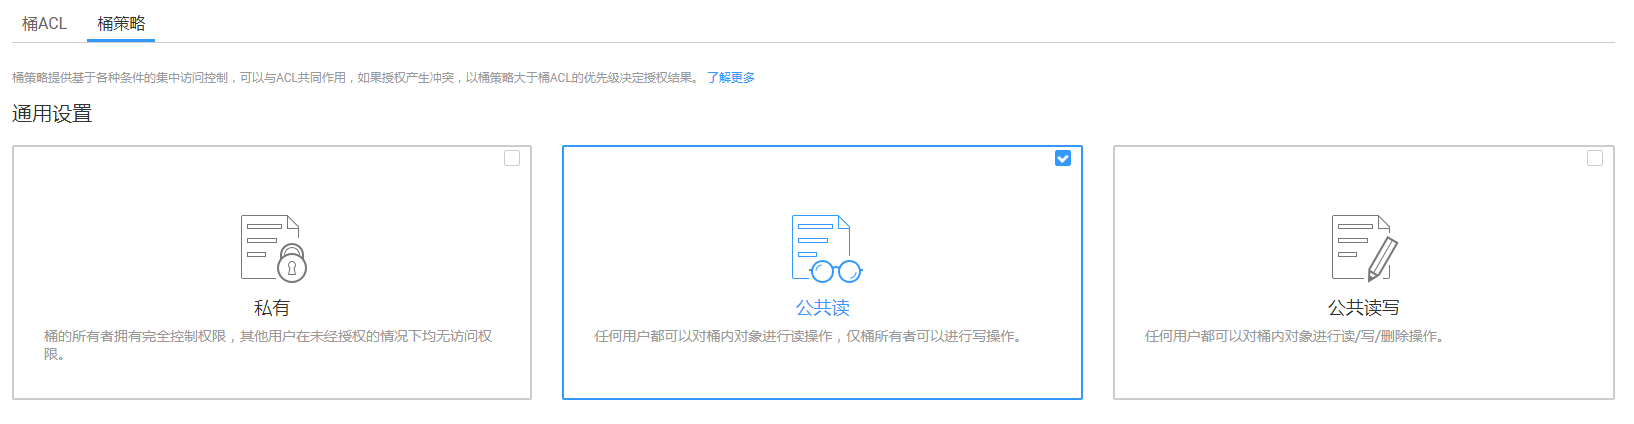 桶ACL 桶策略
桶策略提供基于各种条件的集中访问控制，可以与ACL共同作用，如果授权产生冲突，以桶策略大于桶ACL的优先级决定授权结果。 了解更多
通用设置
私有
桶的所有者拥有完全控制权限，其他用户在未经授权的情况下均无访问权
限。
公共读
任何用户都可以对桶内对象进行读操作，仅桶所有者可以进行写操作。
公共读写
任何用户都可以对桶内对象进行读/写/删除操作。